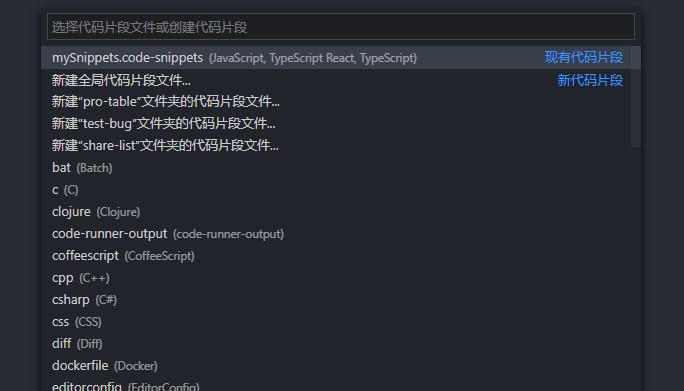 选择代码片段文件或创建代码片段
mySnippets.code-snippets (JavaScript, TypeScript React, TypeScript) 现有代码片段
新建全局代码片段文件... 新代码片段
新建“pro-table”文件夹的代码片段文件...
新建“test-bug”文件夹的代码片段文件...
新建“share-list”文件夹的代码片段文件...
bat (Batch)
c (C)
clojure (Clojure)
code-runner-output (code-runner-output)
coffeescript (CoffeeScript)
cpp (C++)
csharp (C#)
css (CSS)
diff (Diff)
dockerfile (Docker)
editorconfig (EditorConfig)